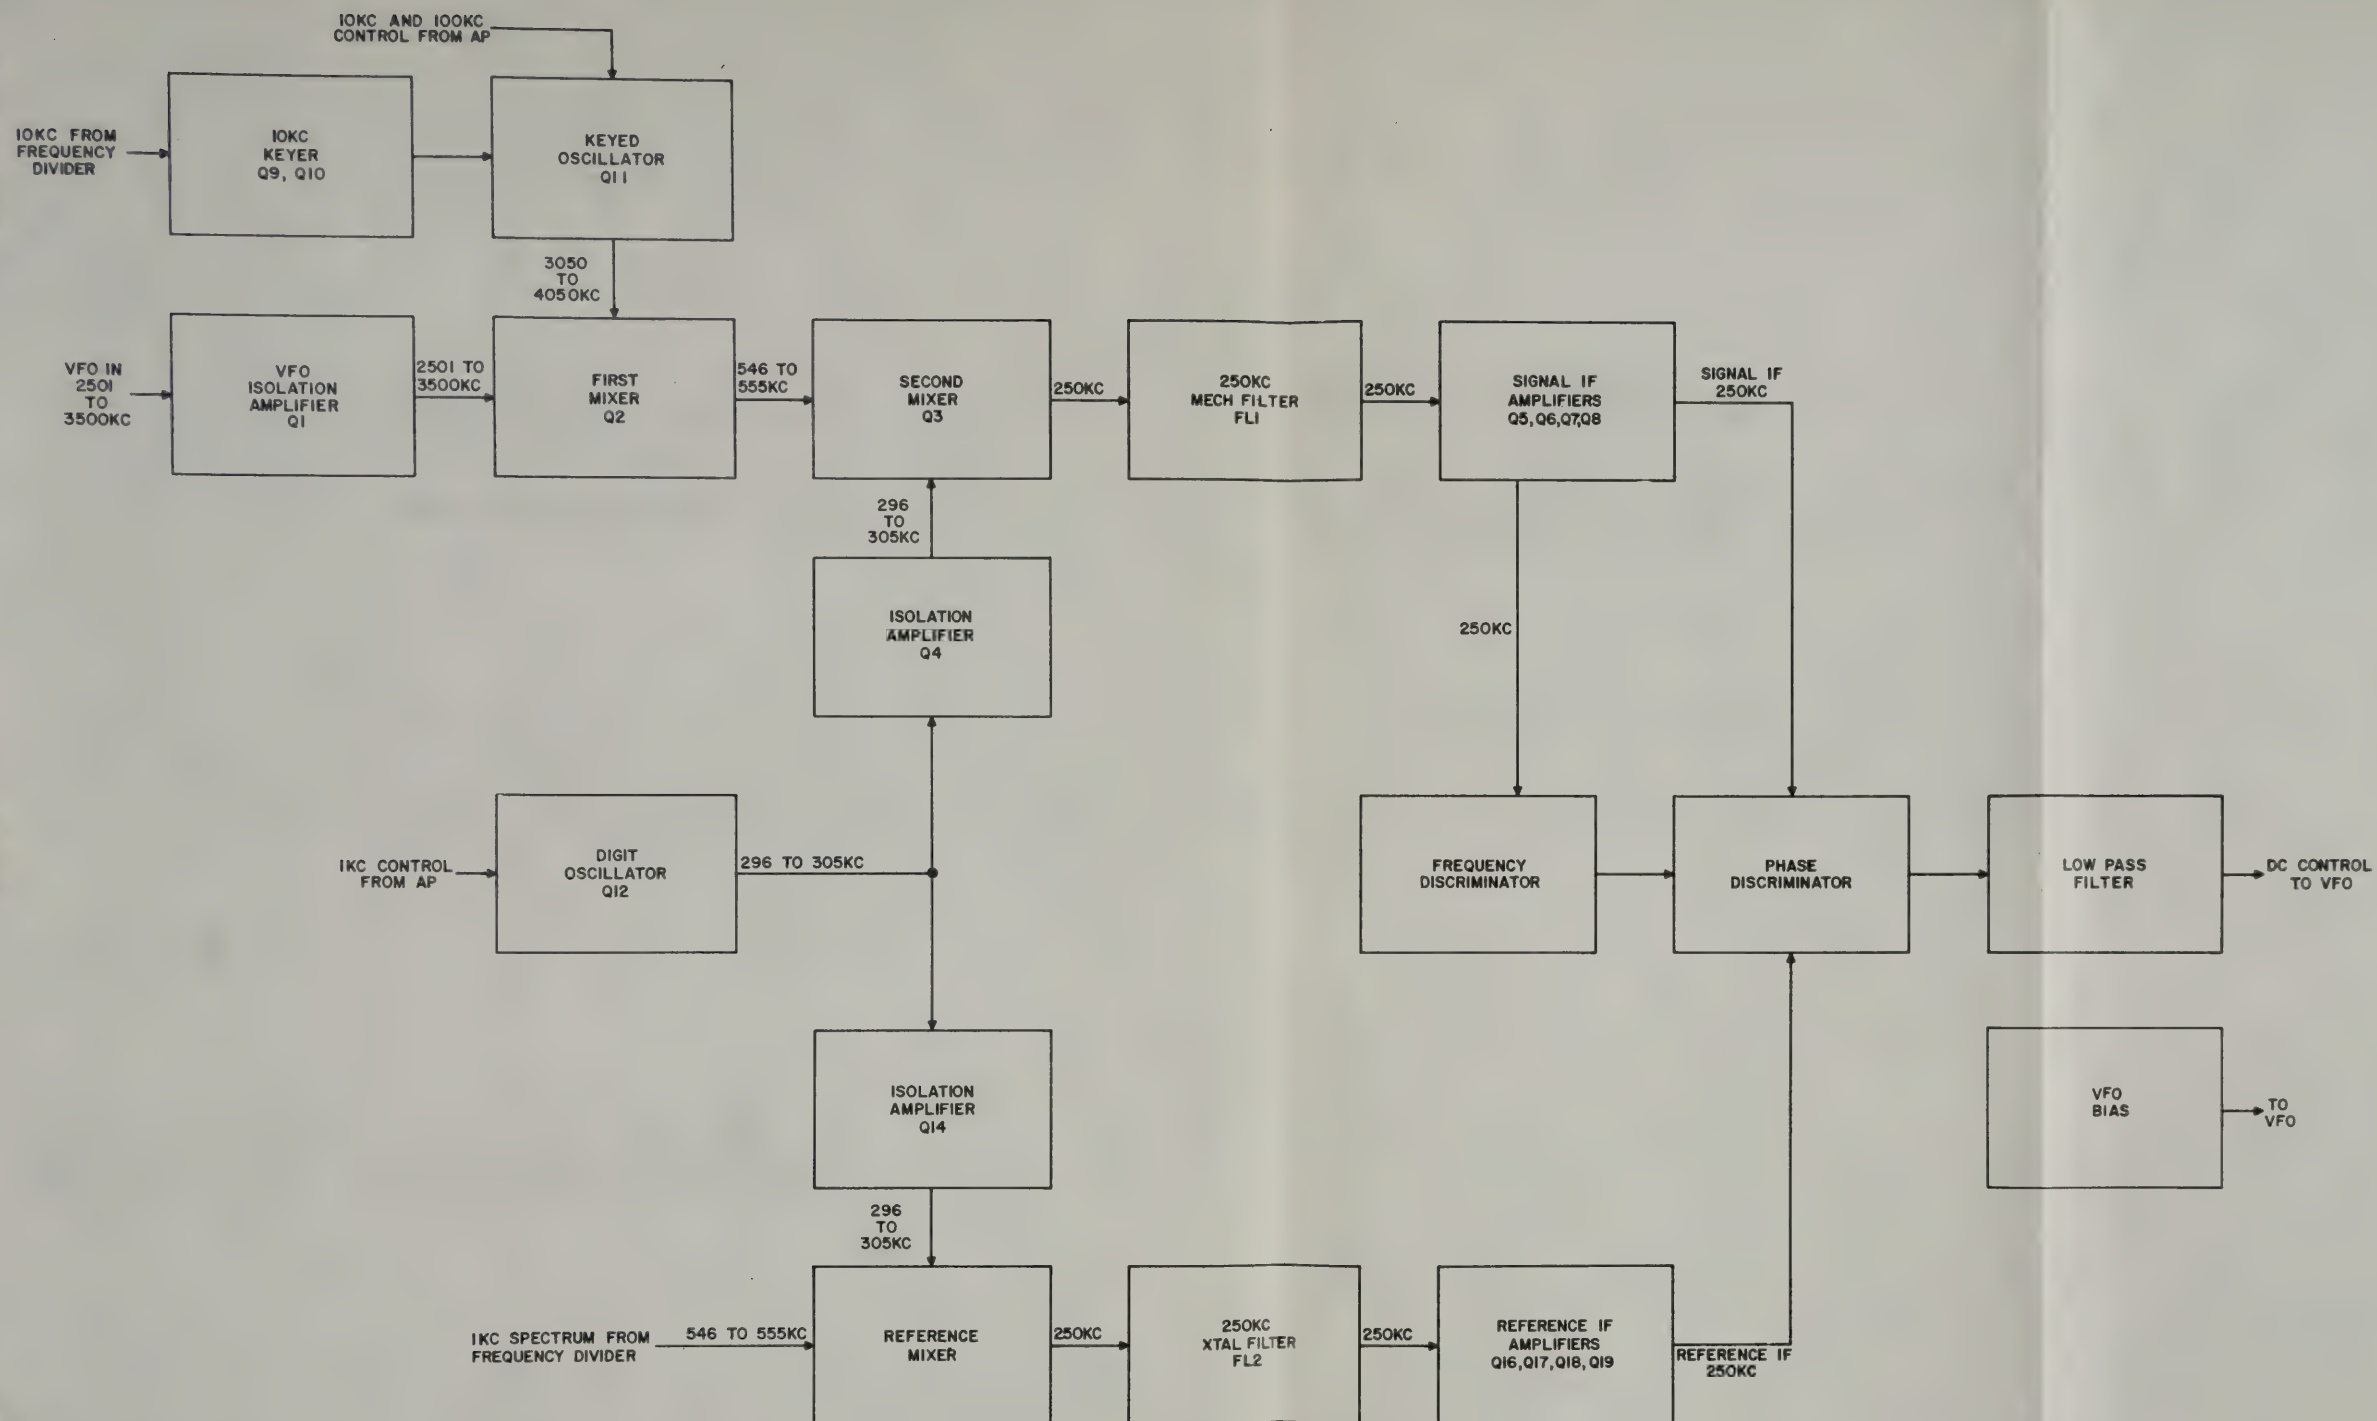 10KC AND 100KC
CONTROL FROM AP
10KC FROM
FREQUENCY
DIVIDER
10KC
KEYER
Q9, Q10
KEYED
OSCILLATOR
Q11
3050
TO
4050KC
VFO IN
2501
TO
3500KC
VFO
ISOLATION
AMPLIFIER
Q1
2501 TO
3500KC
FIRST
MIXER
Q2
546 TO
555KC
SECOND
MIXER
Q3
250KC
250KC
MECH FILTER
FL1
250KC
SIGNAL IF
AMPLIFIERS
Q5,Q6,Q7,Q8
SIGNAL IF
250KC
296
TO
305KC
ISOLATION
AMPLIFIER
Q4
250KC
1KC CONTROL
FROM AP
DIGIT
OSCILLATOR
Q12
296 TO 305KC
FREQUENCY
DISCRIMINATOR
PHASE
DISCRIMINATOR
LOW PASS
FILTER
DC CONTROL
TO VFO
ISOLATION
AMPLIFIER
Q14
VFO
BIAS
TO
VFO
296
TO
305KC
1KC SPECTRUM FROM
FREQUENCY DIVIDER
546 TO 555KC
REFERENCE
MIXER
250KC
250KC
XTAL FILTER
FL2
250KC
REFERENCE IF
AMPLIFIERS
Q16,Q17,Q18,Q19
REFERENCE IF
250KC